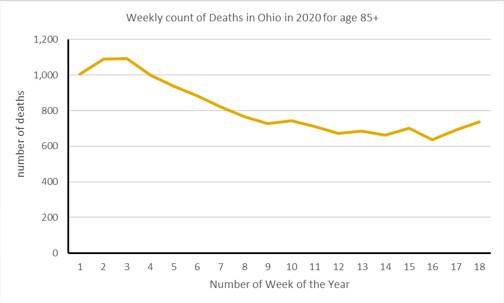 Weekly count of Deaths in Ohio in 2020 for age 85+
1,200
1,000
800
600
400
200
0
number of deaths
1 2 3 4 5 6 7 8 9 10 11 12 13 14 15 16 17 18
Number of Week of the Year